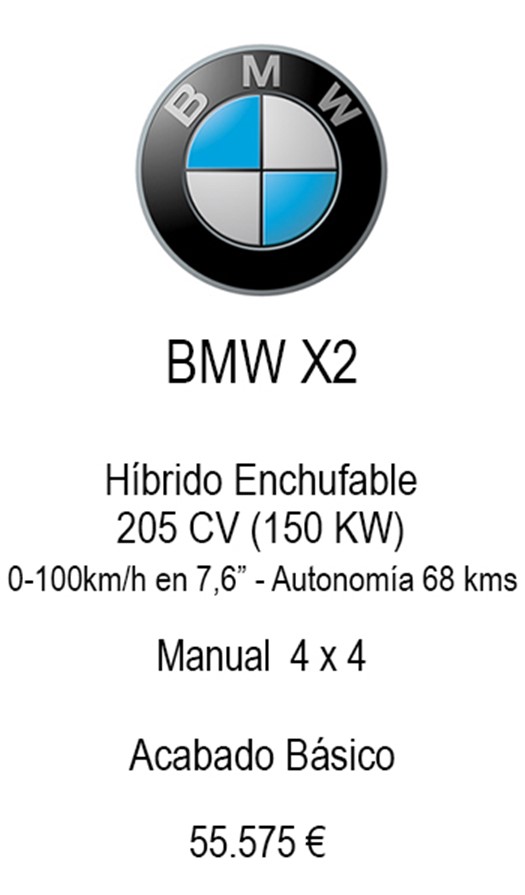 BMW
BMW X2
Híbrido Enchufable
205 CV (150 KW)
0-100km/h en 7,6” - Autonomía 68 kms
Manual 4 x 4
Acabado Básico
55.575 €